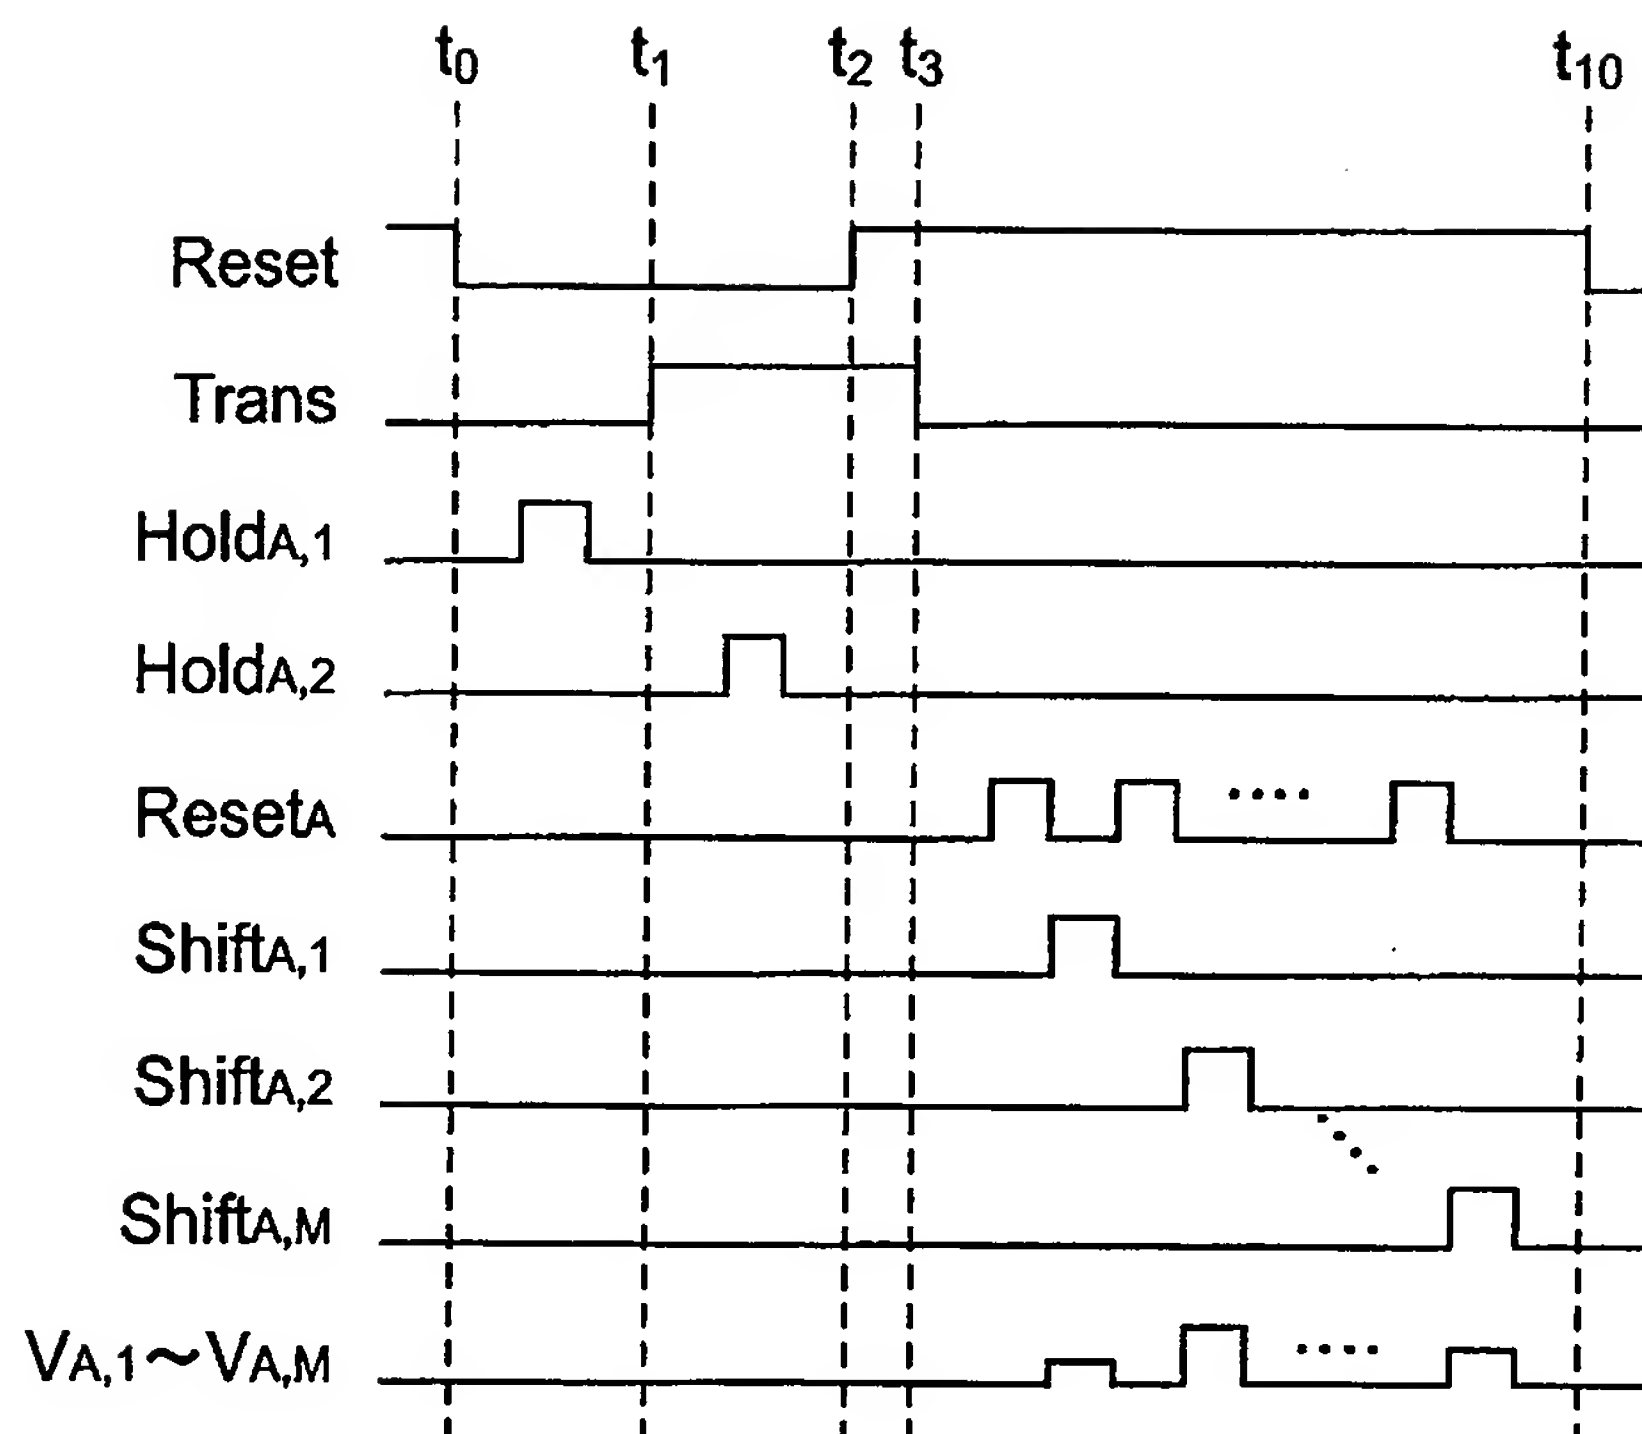 t0 t1 t2 t3 t10
Reset
Trans
HoldA,1
HoldA,2
ResetA
ShiftA,1
ShiftA,2
ShiftA,M
VA,1~VA,M